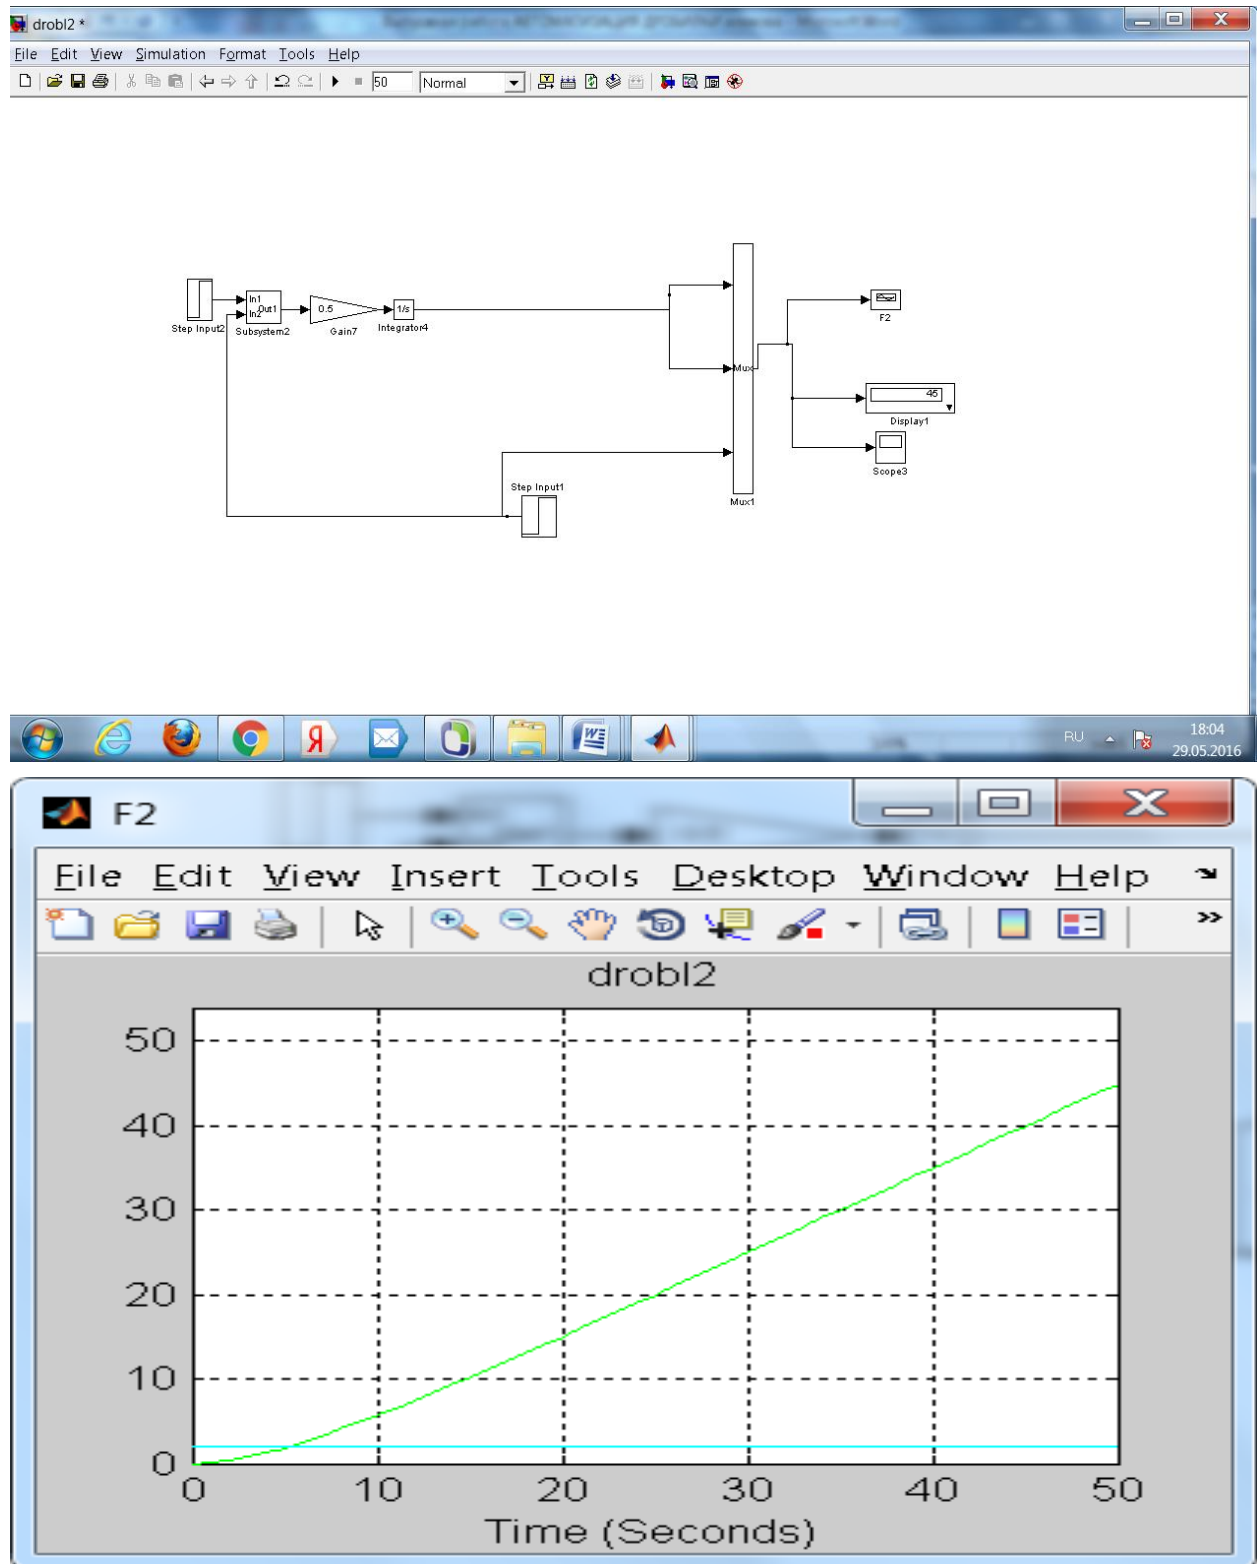 drobl2 *
File Edit View Simulation Format Tools Help
50 Normal
In1
In2
Out1
0.5
1/s
Step Input2
Subsystem2
Gain7
Integrator4
F2
Mux
45
Display1
Scope3
Step Input1
Mux1
RU
18:04
29.05.2016
F2
File Edit View Insert Tools Desktop Window Help
drobl2
50
40
30
20
10
0
0 10 20 30 40 50
Time (Seconds)